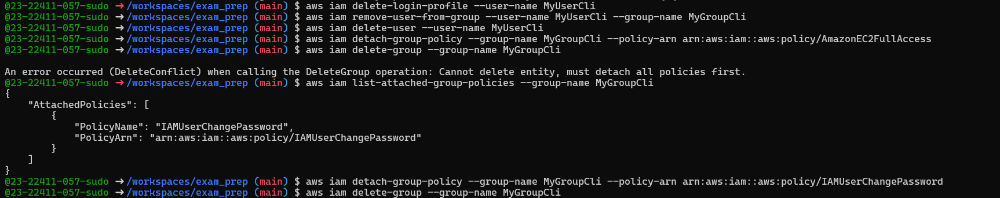 @23-22411-057-sudo → /workspaces/exam_prep (main) $ aws iam delete-login-profile --user-name MyUserCli
@23-22411-057-sudo → /workspaces/exam_prep (main) $ aws iam remove-user-from-group --user-name MyUserCli --group-name MyGroupCli
@23-22411-057-sudo → /workspaces/exam_prep (main) $ aws iam delete-user --user-name MyUserCli
@23-22411-057-sudo → /workspaces/exam_prep (main) $ aws iam detach-group-policy --group-name MyGroupCli --policy-arn arn:aws:iam::aws:policy/AmazonEC2FullAccess
@23-22411-057-sudo → /workspaces/exam_prep (main) $ aws iam delete-group --group-name MyGroupCli

An error occurred (DeleteConflict) when calling the DeleteGroup operation: Cannot delete entity, must detach all policies first.
@23-22411-057-sudo → /workspaces/exam_prep (main) $ aws iam list-attached-group-policies --group-name MyGroupCli
{
    "AttachedPolicies": [
        {
            "PolicyName": "IAMUserChangePassword",
            "PolicyArn": "arn:aws:iam::aws:policy/IAMUserChangePassword"
        }
    ]
}
@23-22411-057-sudo → /workspaces/exam_prep (main) $ aws iam detach-group-policy --group-name MyGroupCli --policy-arn arn:aws:iam::aws:policy/IAMUserChangePassword
@23-22411-057-sudo → /workspaces/exam_prep (main) $ aws iam delete-group --group-name MyGroupCli